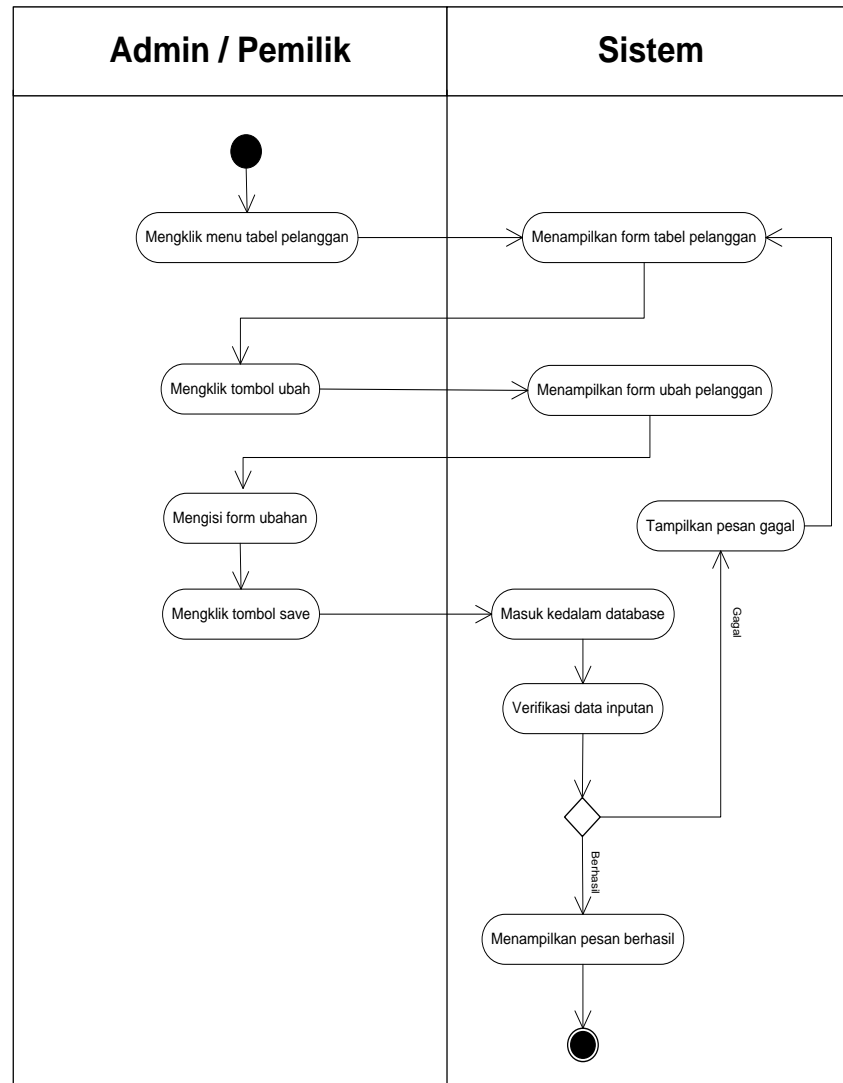 Admin / Pemilik
Sistem
Mengklik menu tabel pelanggan
Menampilkan form tabel pelanggan
Mengklik tombol ubah
Menampilkan form ubah pelanggan
Mengisi form ubahan
Tampilkan pesan gagal
Mengklik tombol save
Masuk kedalam database
Gagal
Verifikasi data inputan
Berhasil
Menampilkan pesan berhasil